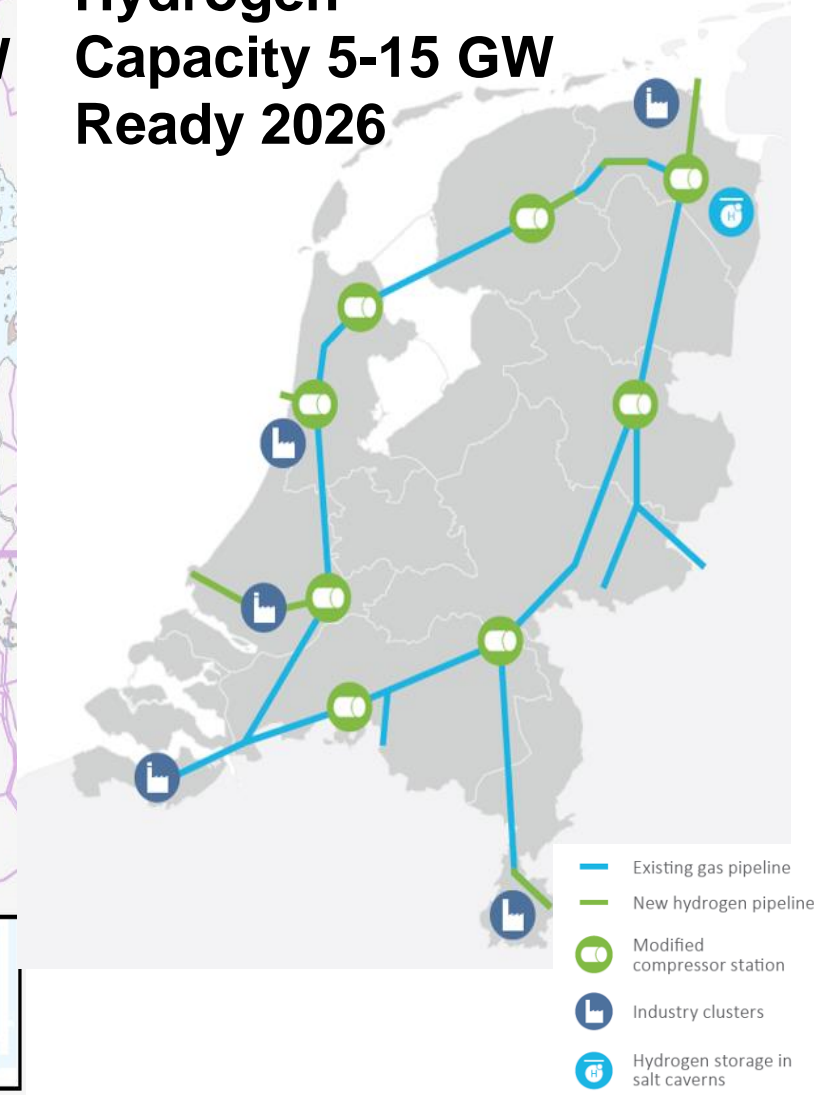 Hydrogen
Capacity 5-15 GW
Ready 2026
Existing gas pipeline
New hydrogen pipeline
Modified
compressor station
Industry clusters
Hydrogen storage in
salt caverns